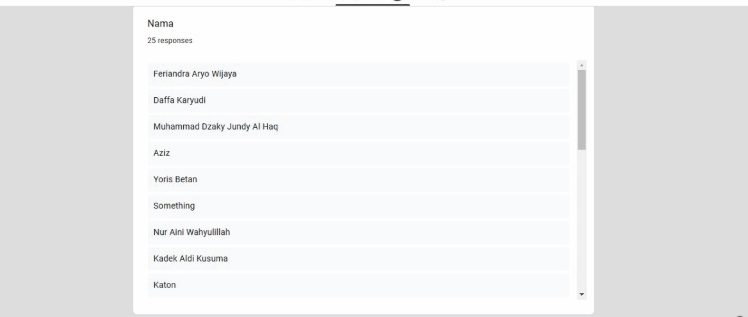 Nama
25 responses
Feriandra Aryo Wijaya
Daffa Karyudi
Muhammad Dzaky Jundy Al Haq
Aziz
Yoris Betan
Something
Nur Aini Wahyulillah
Kadek Aldi Kusuma
Katon